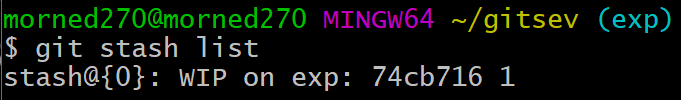 morned270@morned270 MINGW64 ~/gitsev (exp)
$ git stash list
stash@{0}: WIP on exp: 74cb716 1